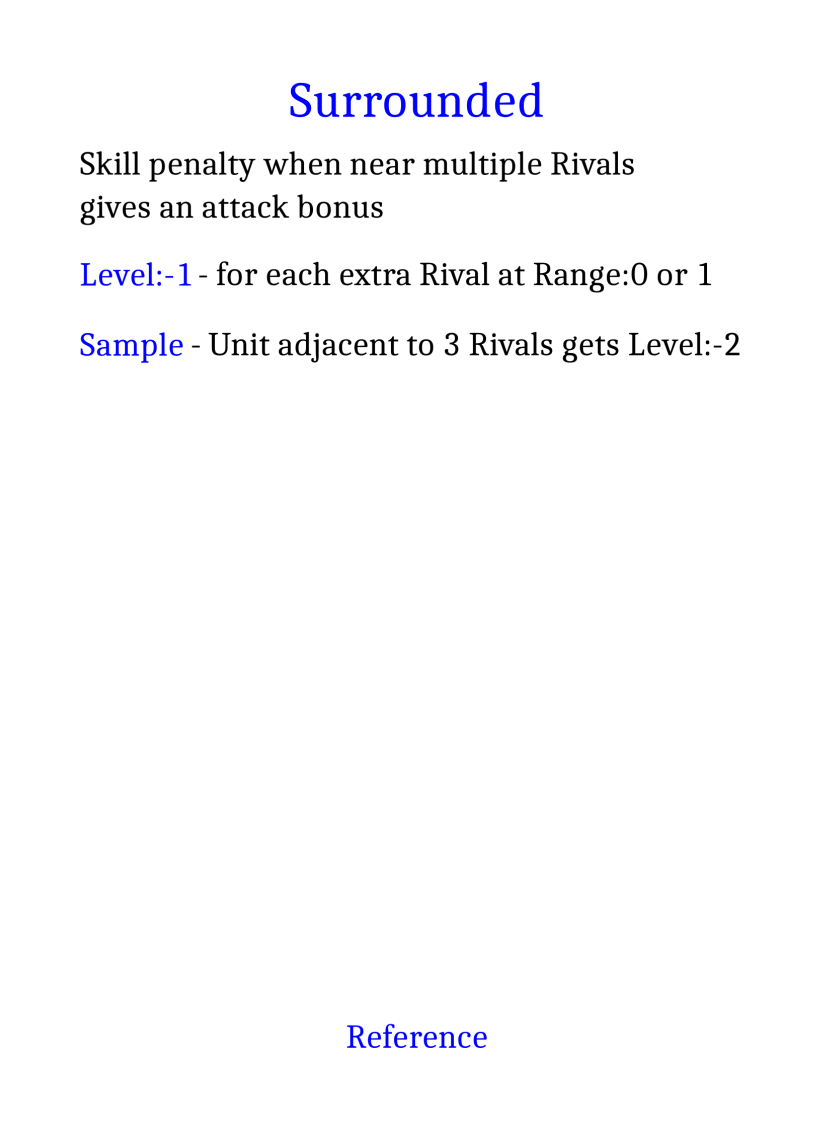 Surrounded
Skill penalty when near multiple Rivals
gives an attack bonus
Level:-1 - for each extra Rival at Range:0 or 1
Sample - Unit adjacent to 3 Rivals gets Level:-2
Reference